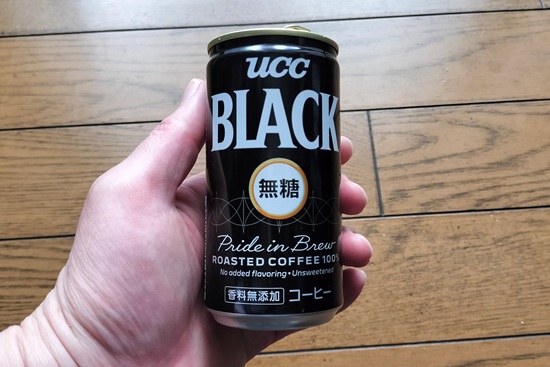 UCC
BLACK
無糖
Pride in Brew
ROASTED COFFEE 100%
No added flavoring • Unsweetened
香料無添加 コーヒー